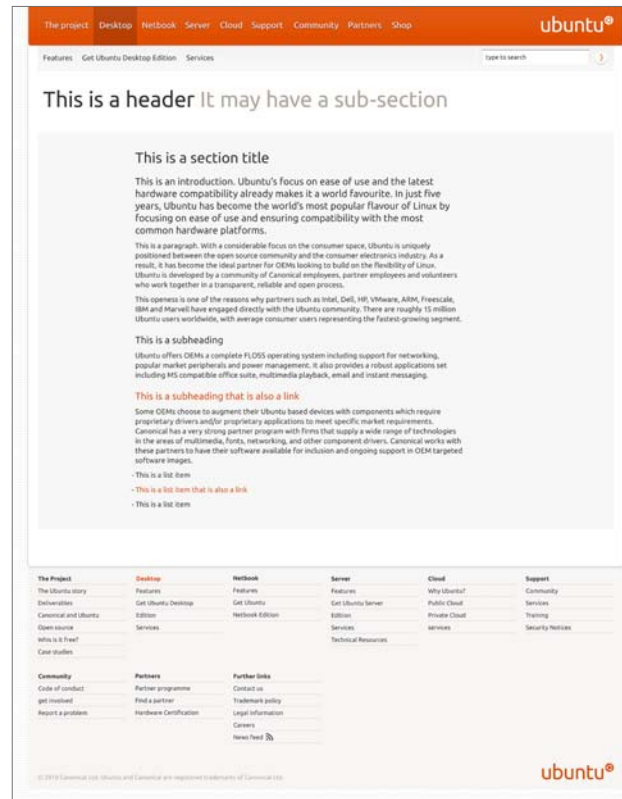 The project Desktop Netbook Server Cloud Support Community Partners Shop
ubuntu®
Features Get Ubuntu Desktop Edition Services
type to search
This is a header It may have a sub-section
This is a section title
This is an introduction. Ubuntu's focus on ease of use and the latest
hardware compatibility already makes it a world favourite. In just five
years, Ubuntu has become the world's most popular flavour of Linux by
focusing on ease of use and ensuring compatibility with the most
common hardware platforms.
This is a paragraph. With a considerable focus on the consumer space, Ubuntu is uniquely
positioned between the open source community and the consumer electronics industry. As a
result, it has become the ideal partner for OEMs looking to build on the flexibility of Linux.
Ubuntu is developed by a community of Canonical employees, partner employees and volunteers
who work together in a transparent, reliable and open process.
This openess is one of the reasons why partners such as Intel, Dell, HP, VMware, ARM, Freescale,
IBM and Marvell have engaged directly with the Ubuntu community. There are roughly 15 million
Ubuntu users worldwide, with average consumer users representing the fastest-growing segment.
This is a subheading
Ubuntu offers OEMs a complete FLOSS operating system including support for networking,
popular market peripherals and power management. It also provides a robust applications set
including MS compatible office suite, multimedia playback, email and instant messaging.
This is a subheading that is also a link
Some OEMs choose to augment their Ubuntu based devices with components which require
proprietary drivers and/or proprietary applications to meet specific market requirements.
Canonical has a very strong partner program with firms that supply a wide range of technologies
in the areas of multimedia, fonts, networking, and other component drivers. Canonical works with
these partners to have their software available for inclusion and ongoing support in OEM targeted
software images.
- This is a list item
- This is a list item that is also a link
- This is a list item
The Project
The Ubuntu story
Deliverables
Canonical and Ubuntu
Open source
Whis is it free?
Case studies
Desktop
Features
Get Ubuntu Desktop
Edition
Services
Netbook
Features
Get Ubuntu
Netbook Edition
Server
Features
Get Ubuntu Server
Edition
Services
Technical Resources
Cloud
Why Ubuntu?
Public Cloud
Private Cloud
services
Support
Community
Services
Training
Security Notices
Community
Code of conduct
get involved
Report a problem
Partners
Partner programme
Find a partner
Hardware Certification
Further links
Contact us
Trademark policy
Legal information
Careers
News feed
© 2010 Canonical Ltd. Ubuntu and Canonical are registered trademarks of Canonical Ltd.
ubuntu®